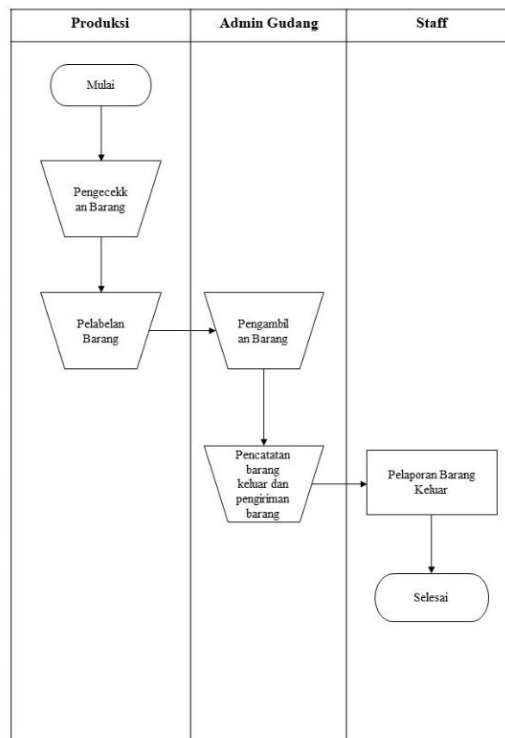 Produksi
Admin Gudang
Staff
Mulai
Pengecekk
an Barang
Pelabelan
Barang
Pengambil
an Barang
Pencatatan
barang
keluar dan
pengiriman
barang
Pelaporan Barang
Keluar
Selesai